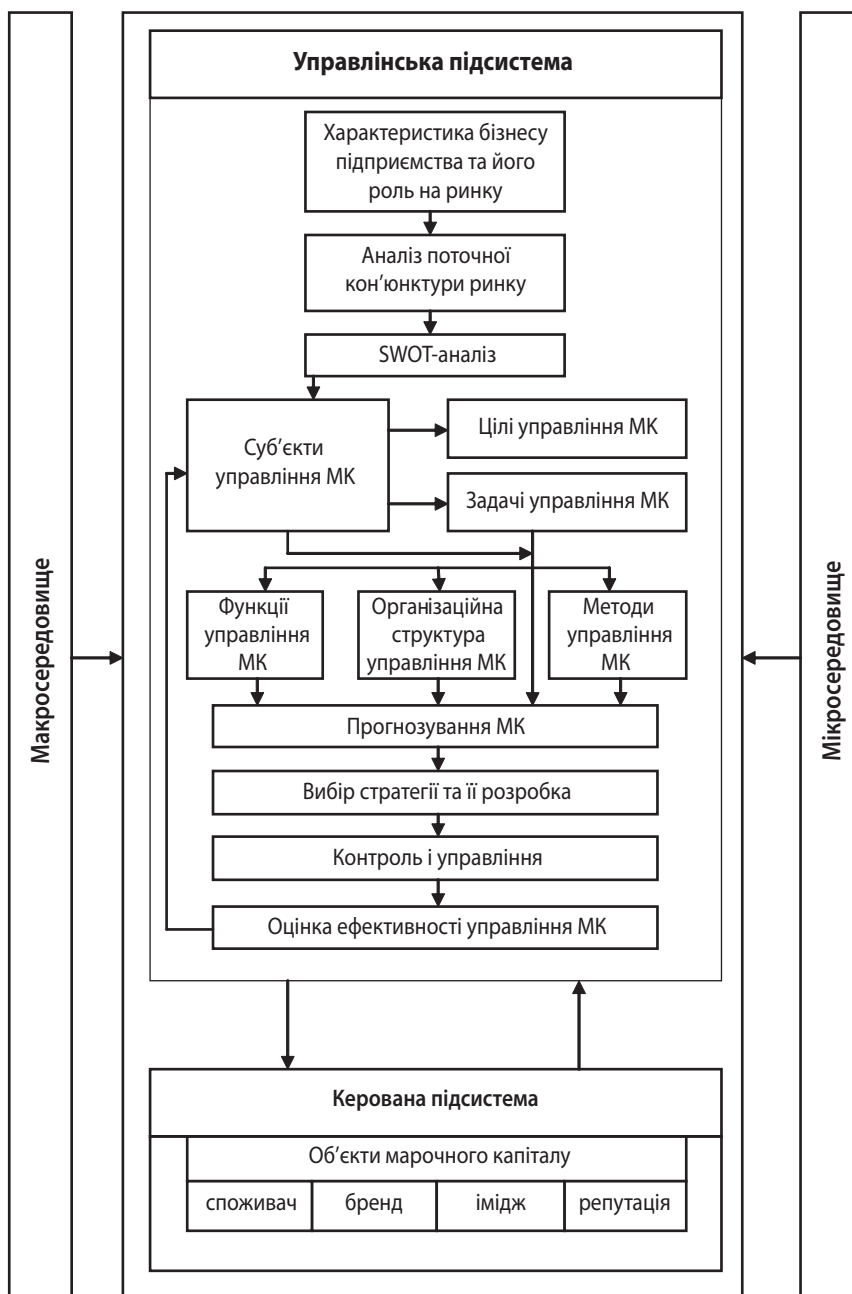 Управлінська підсистема
Характеристика бізнесу
підприємства та його
роль на ринку
Аналіз поточної
кон’юнктури ринку
SWOT-аналіз
Суб’єкти
управління МК
Цілі управління МК
Задачі управління МК
Функції
управління
МК
Організаційна
структура
управління МК
Методи
управління
МК
Прогнозування МК
Вибір стратегії та її розробка
Контроль і управління
Оцінка ефективності управління МК
Макросередовище
Мікросередовище
Керована підсистема
Об’єкти марочного капіталу
споживач
бренд
імідж
репутація